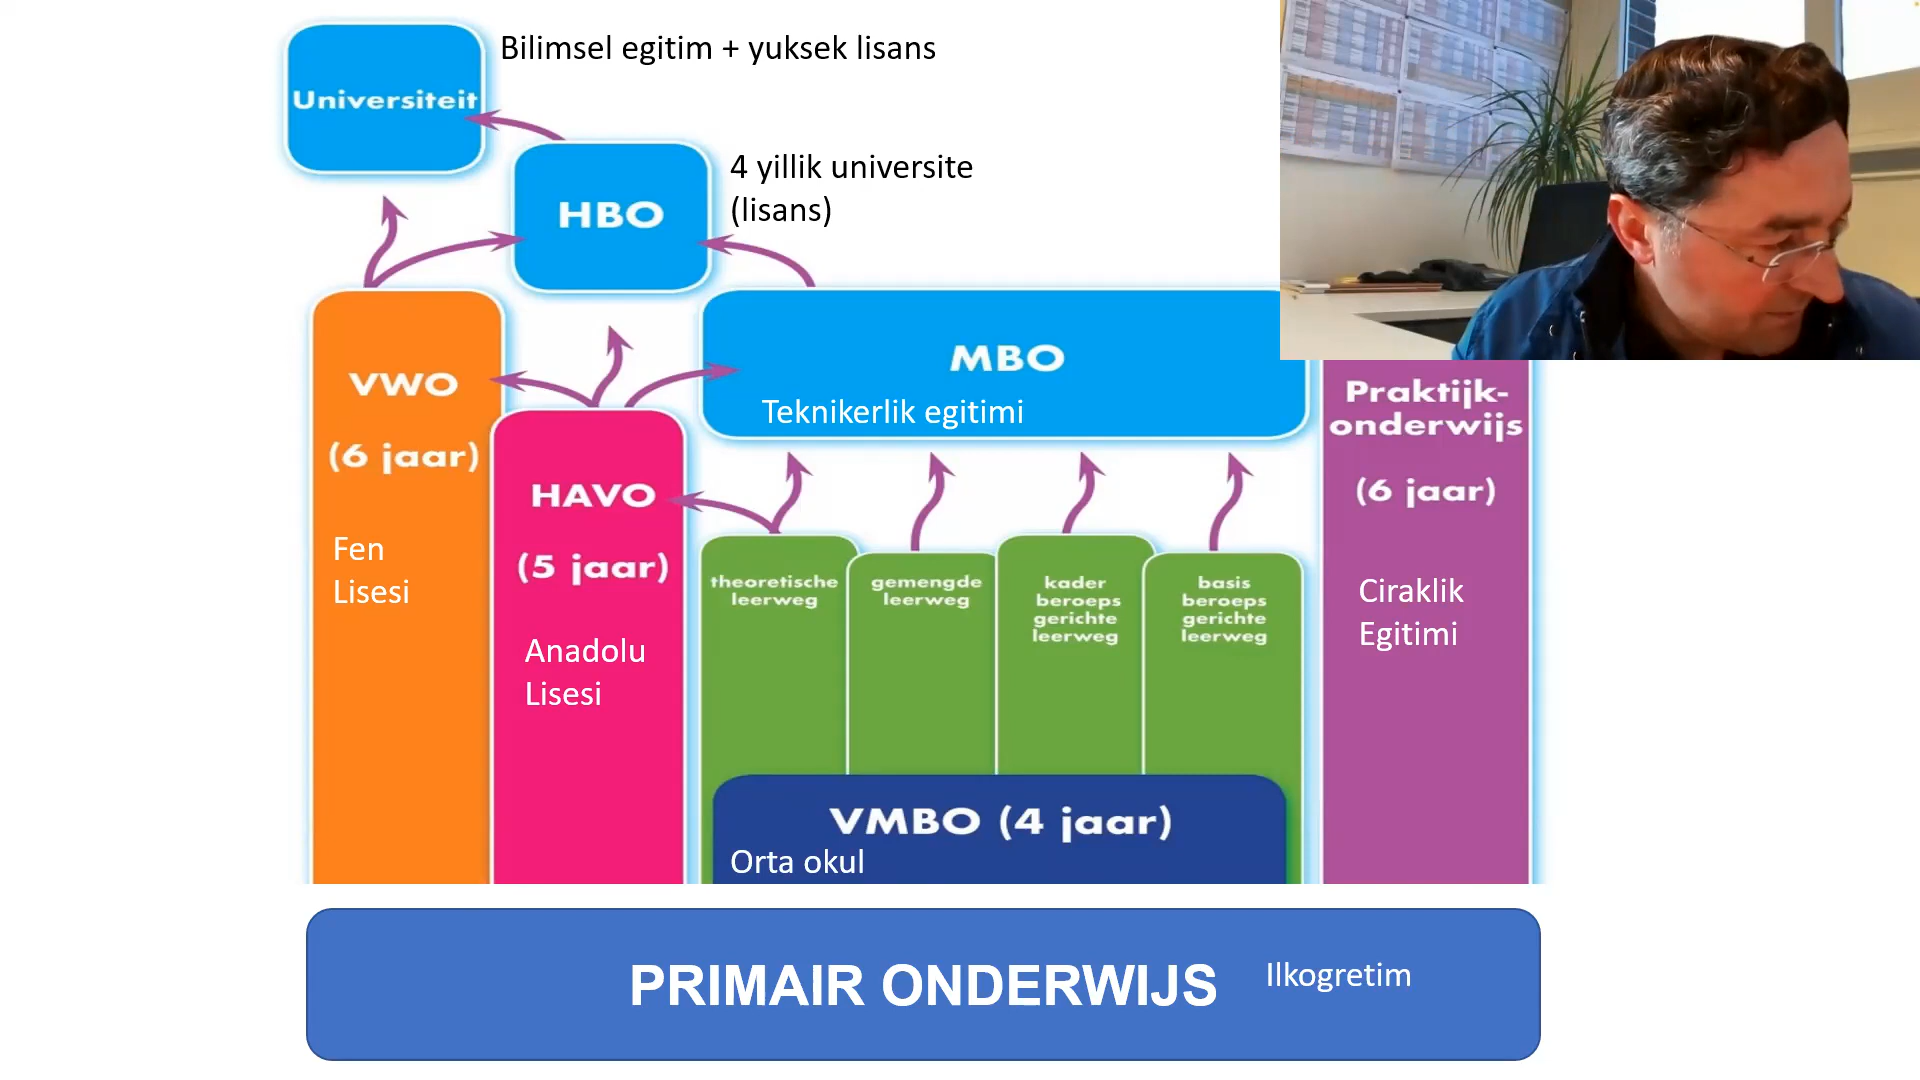 Universiteit
Bilimsel egitim + yuksek lisans
HBO
4 yillik universite
(lisans)
VWO
(6 jaar)
Fen
Lisesi
HAVO
(5 jaar)
Anadolu
Lisesi
MBO
Teknikerlik egitimi
theoretische
leerweg
gemengde
leerweg
kader
beroeps
gerichte
leerweg
basis
beroeps
gerichte
leerweg
VMBO (4 jaar)
Orta okul
Praktijk-
onderwijs
(6 jaar)
Ciraklik
Egitimi
PRIMAIR ONDERWIJS
Ilkogretim